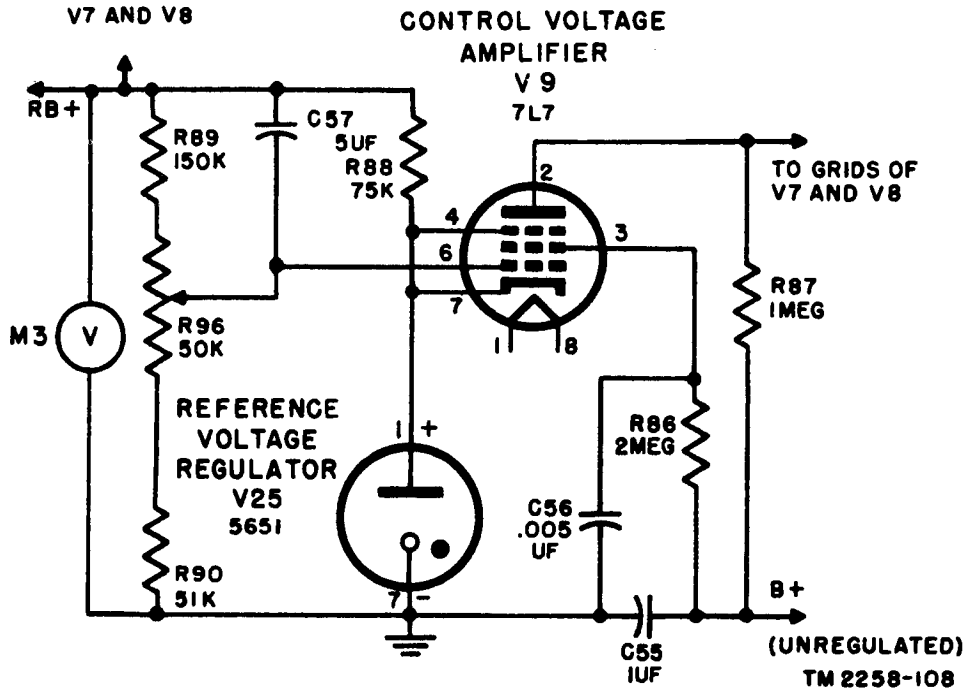 V7 AND V8
CONTROL VOLTAGE
AMPLIFIER
V 9
7L7
RB+
R89
150K
C57
5UF
R88
75K
2
TO GRIDS OF
V7 AND V8
4
3
6
7
1
8
R87
1MEG
M3
V
R96
50K
REFERENCE
VOLTAGE
REGULATOR
V25
5651
1 +
R86
2MEG
C56
.005
UF
R90
51K
7 -
B+
C55
1UF
(UNREGULATED)
TM 2258-108